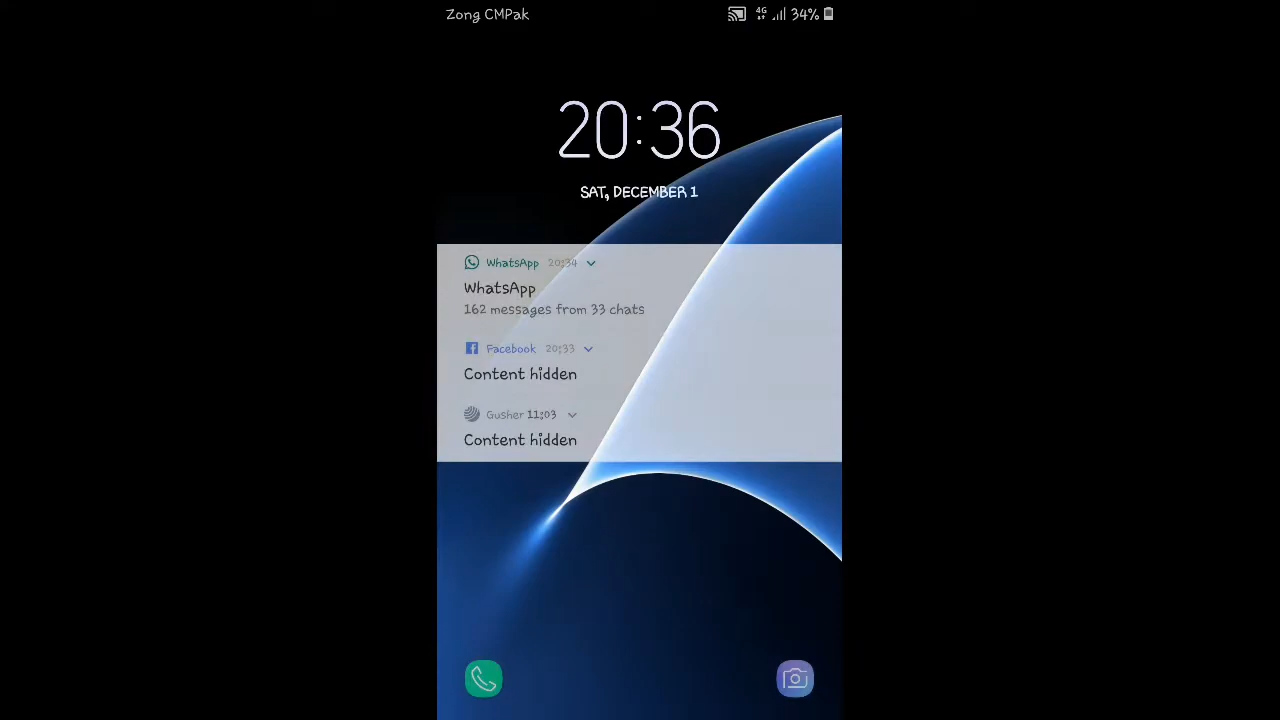 Zong CMPak 4G 34%
20:36
SAT, DECEMBER 1
WhatsApp 20:34
WhatsApp
162 messages from 33 chats
Facebook 20:33
Content hidden
Gusher 11:03
Content hidden